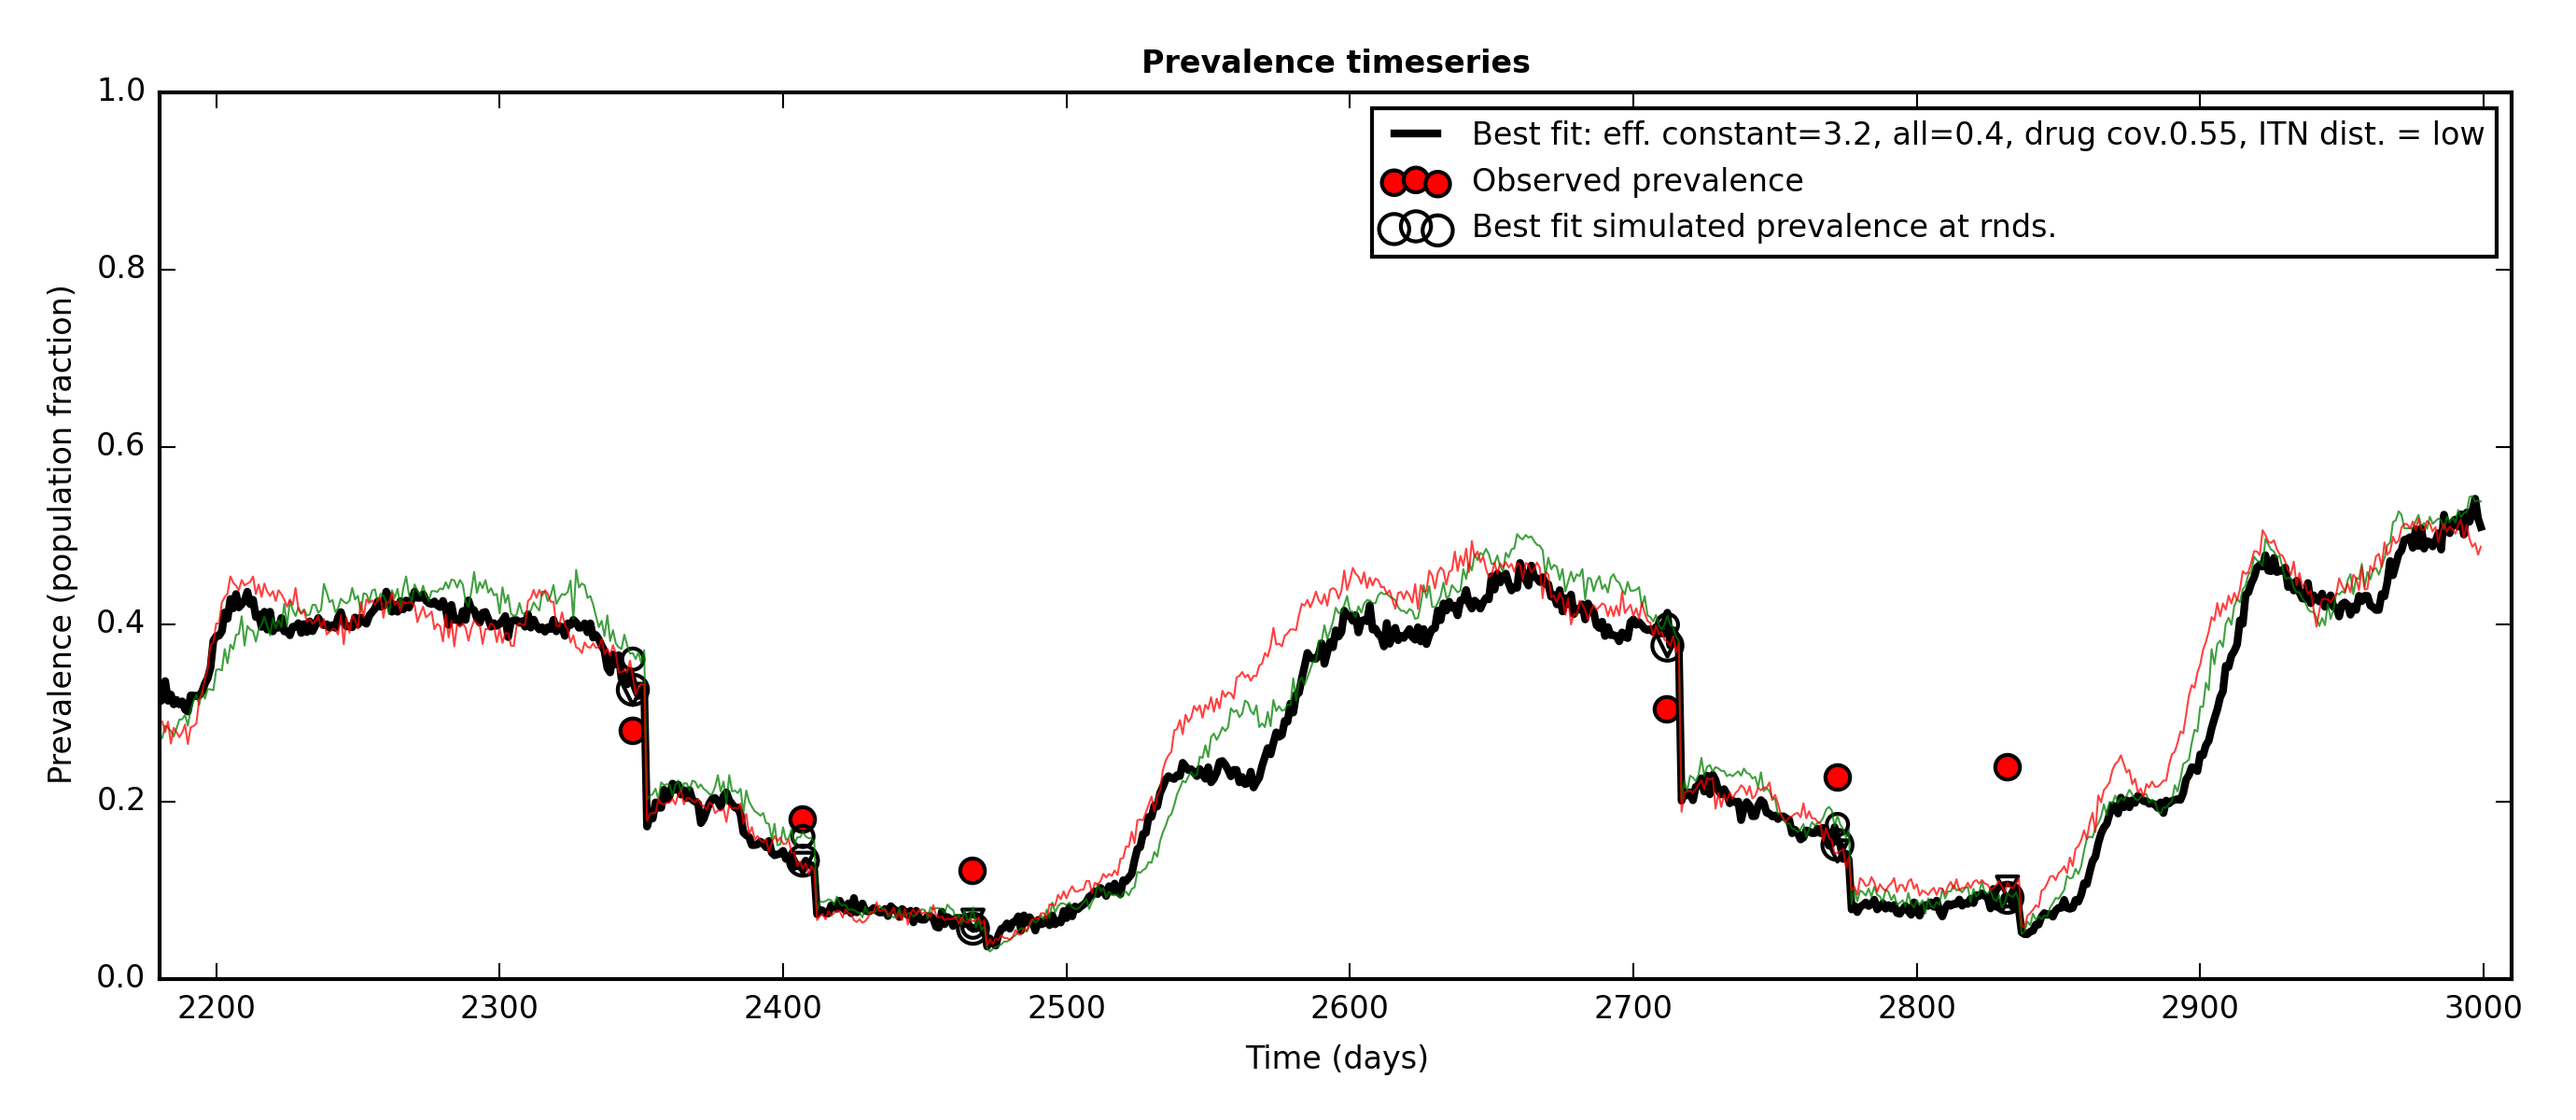 Prevalence timeseries
1.0
0.8
0.6
0.4
0.2
0.0
Prevalence (population fraction)
Best fit: eff. constant=3.2, all=0.4, drug cov.0.55, ITN dist. = low
Observed prevalence
Best fit simulated prevalence at rnds.
2200 2300 2400 2500 2600 2700 2800 2900 3000
Time (days)